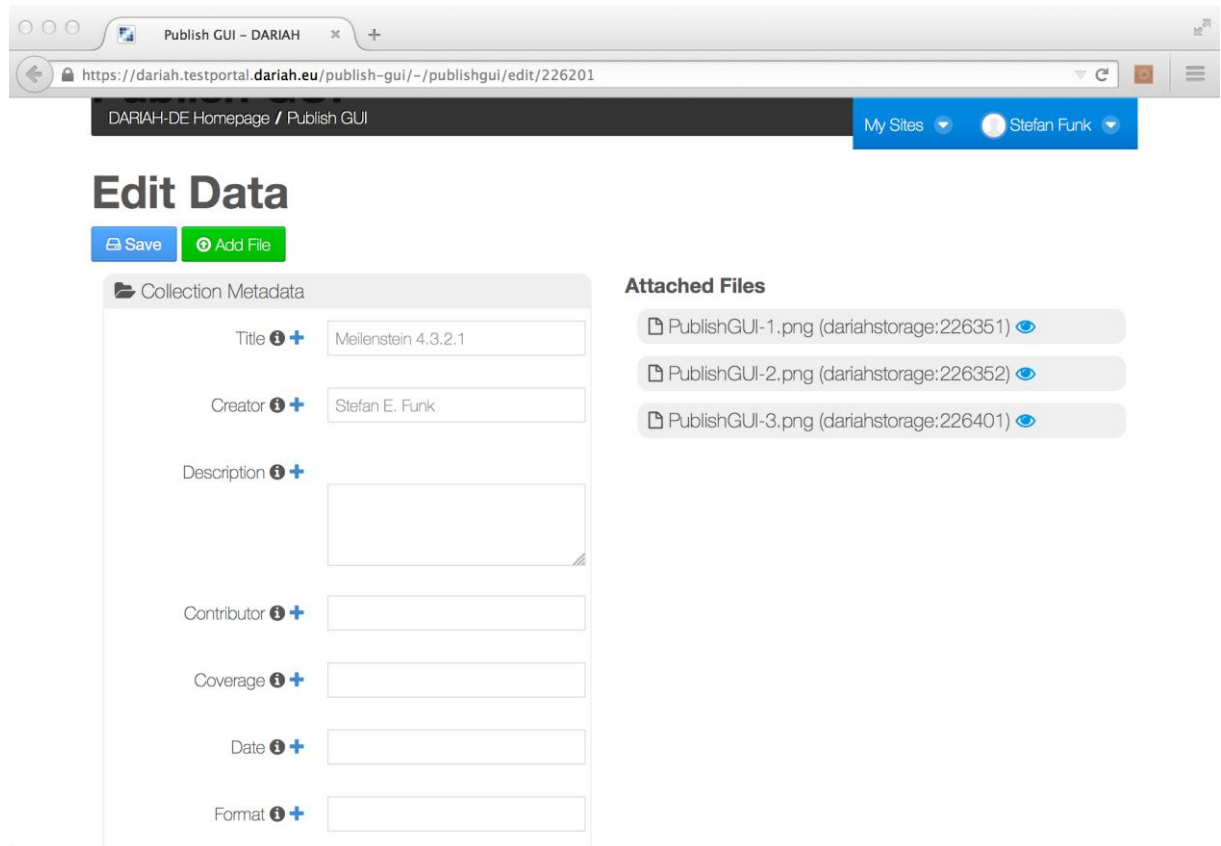 Publish GUI – DARIAH
https://dariah.testportal.dariah.eu/publish-gui/-/publishgui/edit/226201
Publish GUI
DARIAH-DE Homepage / Publish GUI
My Sites
Stefan Funk
Edit Data
Save
Add File
Collection Metadata
Title
Meilenstein 4.3.2.1
Creator
Stefan E. Funk
Description
Contributor
Coverage
Date
Format
Attached Files
PublishGUI-1.png (dariahstorage:226351)
PublishGUI-2.png (dariahstorage:226352)
PublishGUI-3.png (dariahstorage:226401)